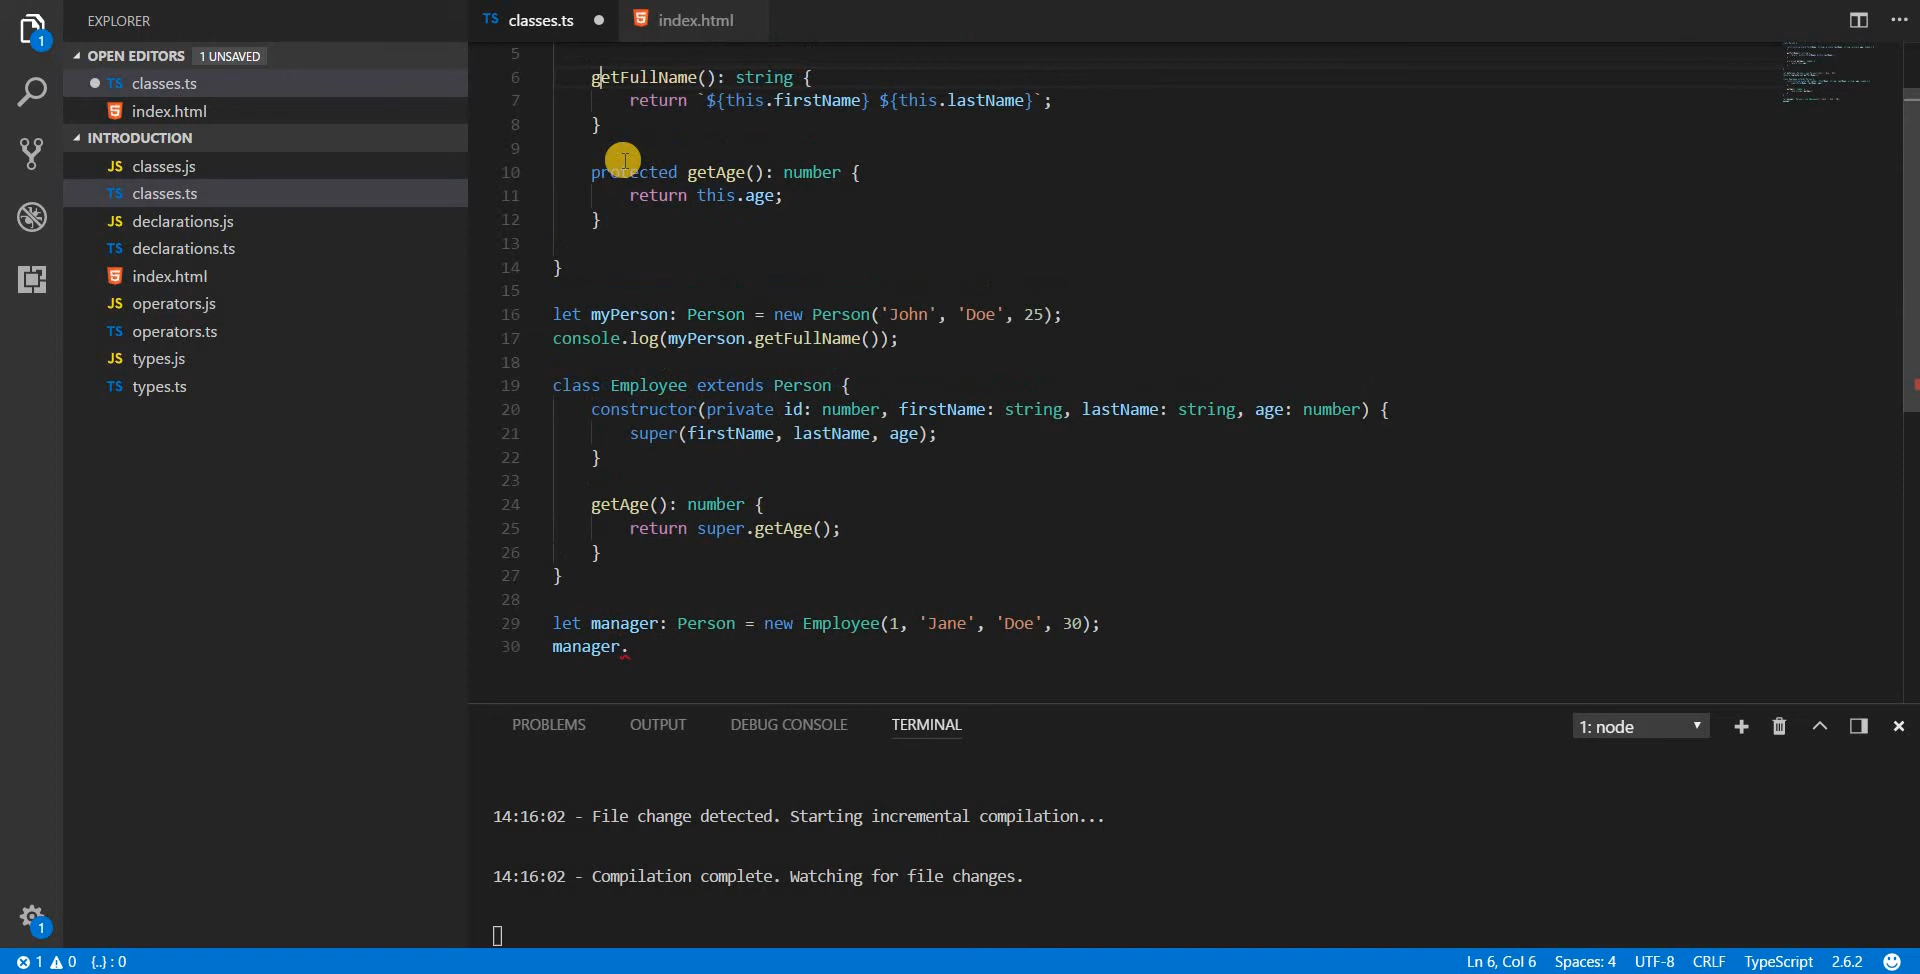 EXPLORER
OPEN EDITORS 1 UNSAVED
TS classes.ts
index.html
INTRODUCTION
JS classes.js
TS classes.ts
JS declarations.js
TS declarations.ts
index.html
JS operators.js
TS operators.ts
JS types.js
TS types.ts
1
1
TS classes.ts
index.html
5
6 getFullName(): string {
7 return `${this.firstName} ${this.lastName}`;
8 }
9
10 protected getAge(): number {
11 return this.age;
12 }
13
14 }
15
16 let myPerson: Person = new Person('John', 'Doe', 25);
17 console.log(myPerson.getFullName());
18
19 class Employee extends Person {
20 constructor(private id: number, firstName: string, lastName: string, age: number) {
21 super(firstName, lastName, age);
22 }
23
24 getAge(): number {
25 return super.getAge();
26 }
27 }
28
29 let manager: Person = new Employee(1, 'Jane', 'Doe', 30);
30 manager.
PROBLEMS OUTPUT DEBUG CONSOLE TERMINAL 1: node
14:16:02 - File change detected. Starting incremental compilation...
14:16:02 - Compilation complete. Watching for file changes.
1 0 {..} : 0 Ln 6, Col 6 Spaces: 4 UTF-8 CRLF TypeScript 2.6.2